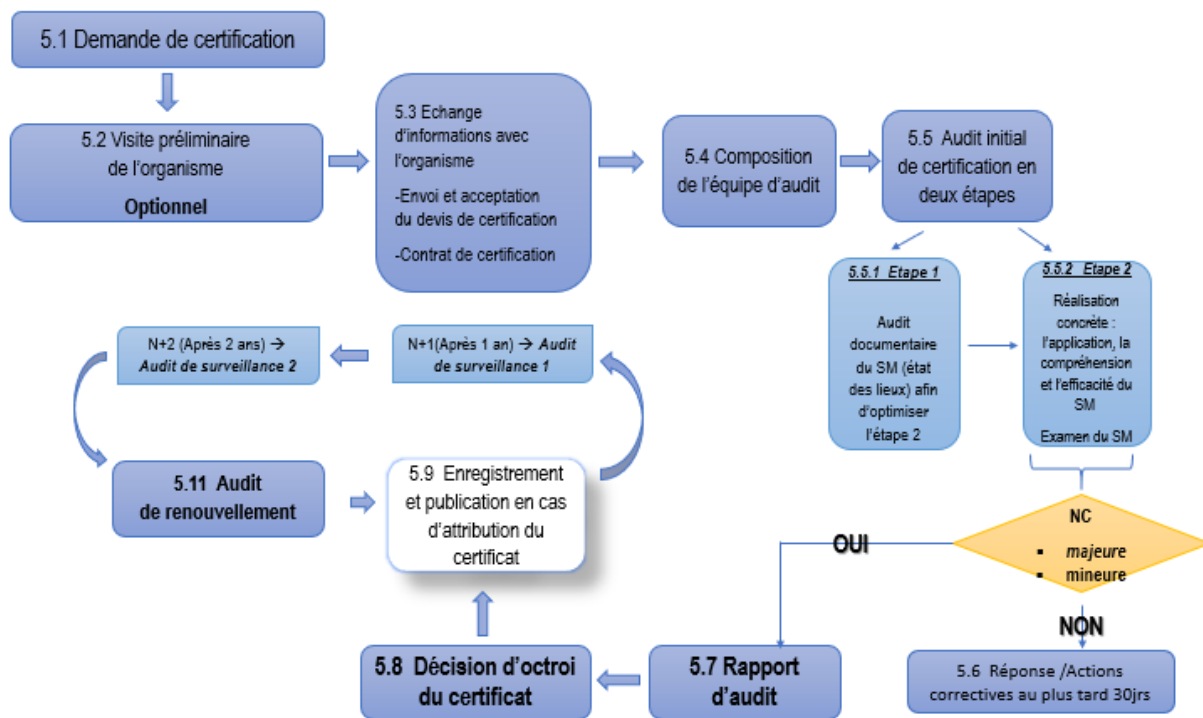 5.1 Demande de certification
5.2 Visite préliminaire
de l'organisme
Optionnel
5.3 Echange
d'informations avec
l'organisme
-Envoi et acceptation
du devis de certification
-Contrat de certification
5.4 Composition
de l'équipe d'audit
5.5 Audit initial
de certification en
deux étapes
5.5.1 Etape 1
Audit
documentaire
du SM (état
des lieux) afin
d'optimiser
l'étape 2
5.5.2 Etape 2
Réalisation
concrète :
l'application, la
compréhension
et l'efficacité du
SM
Examen du SM
N+2 (Après 2 ans) →
Audit de surveillance 2
N+1(Après 1 an) → Audit
de surveillance 1
5.11 Audit
de renouvellement
5.9 Enregistrement
et publication en cas
d'attribution du
certificat
NC
▪ majeure
▪ mineure
OUI
NON
5.8 Décision d'octroi
du certificat
5.7 Rapport
d'audit
5.6 Réponse /Actions
correctives au plus tard 30jrs